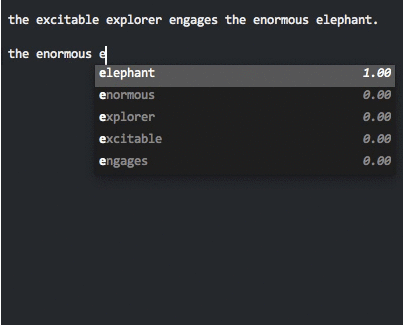 the excitable explorer engages the enormous elephant.
the enormous e
elephant 1.00
enormous 0.00
explorer 0.00
excitable 0.00
engages 0.00